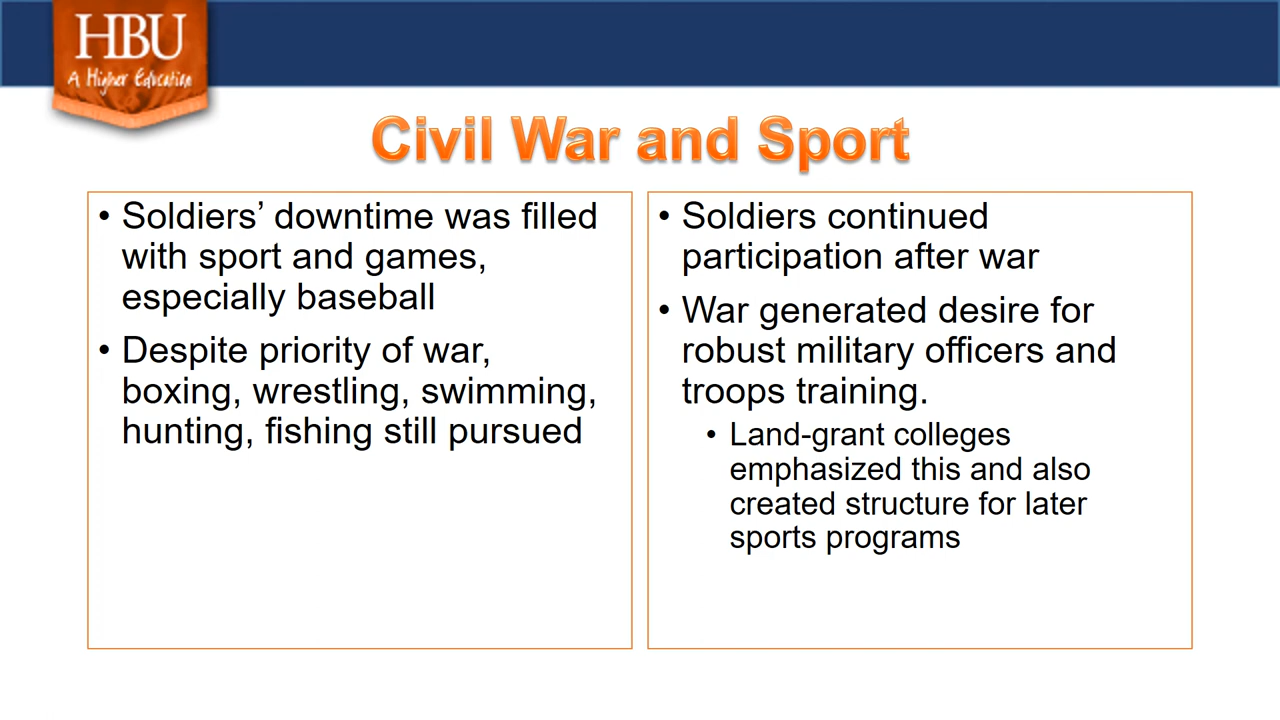 HBU
A Higher Education
Civil War and Sport
• Soldiers’ downtime was filled
with sport and games,
especially baseball
• Despite priority of war,
boxing, wrestling, swimming,
hunting, fishing still pursued
• Soldiers continued
participation after war
• War generated desire for
robust military officers and
troops training.
• Land-grant colleges
emphasized this and also
created structure for later
sports programs